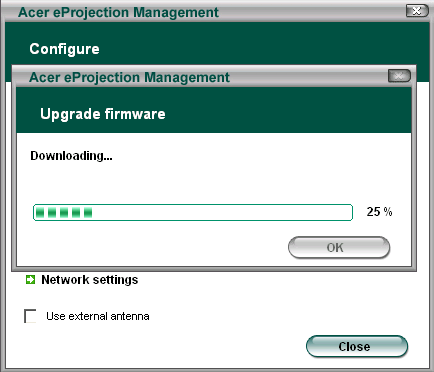 Acer eProjection Management
Configure
Acer eProjection Management
Upgrade firmware
Downloading...
25 %
OK
Network settings
Use external antenna
Close